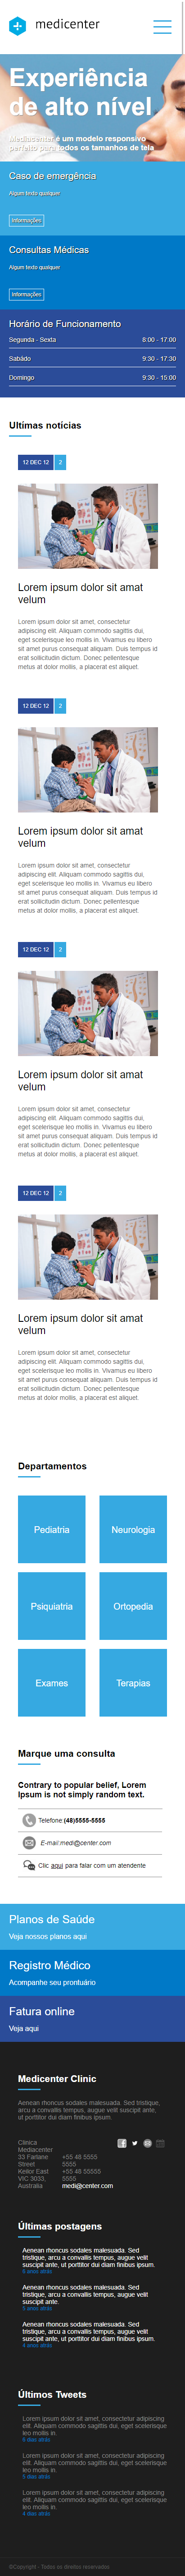 medicenter
Experiência
de alto nível
Mediacenter é um modelo responsivo
perfeito para todos os tamanhos de tela
Caso de emergência
Algum texto qualquer
Informações
Consultas Médicas
Algum texto qualquer
Informações
Horário de Funcionamento
Segunda - Sexta 8:00 - 17:00
Sabádo 9:30 - 17:30
Domingo 9:30 - 15:00
Ultimas notícias
12 DEC 12 2
Lorem ipsum dolor sit amat
velum
Lorem ipsum dolor sit amet, consectetur
adipiscing elit. Aliquam commodo sagittis dui,
eget scelerisque leo mollis in. Vivamus eu libero
sit amet purus consequat aliquam. Duis tempus id
erat sollicitudin dictum. Donec pellentesque
metus at dolor mollis, a placerat est aliquet.
12 DEC 12 2
Lorem ipsum dolor sit amat
velum
Lorem ipsum dolor sit amet, consectetur
adipiscing elit. Aliquam commodo sagittis dui,
eget scelerisque leo mollis in. Vivamus eu libero
sit amet purus consequat aliquam. Duis tempus id
erat sollicitudin dictum. Donec pellentesque
metus at dolor mollis, a placerat est aliquet.
12 DEC 12 2
Lorem ipsum dolor sit amat
velum
Lorem ipsum dolor sit amet, consectetur
adipiscing elit. Aliquam commodo sagittis dui,
eget scelerisque leo mollis in. Vivamus eu libero
sit amet purus consequat aliquam. Duis tempus id
erat sollicitudin dictum. Donec pellentesque
metus at dolor mollis, a placerat est aliquet.
12 DEC 12 2
Lorem ipsum dolor sit amat
velum
Lorem ipsum dolor sit amet, consectetur
adipiscing elit. Aliquam commodo sagittis dui,
eget scelerisque leo mollis in. Vivamus eu libero
sit amet purus consequat aliquam. Duis tempus id
erat sollicitudin dictum. Donec pellentesque
metus at dolor mollis, a placerat est aliquet.
Departamentos
Pediatria Neurologia
Psiquiatria Ortopedia
Exames Terapias
Marque uma consulta
Contrary to popular belief, Lorem
Ipsum is not simply random text.
Telefone:(48)5555-5555
E-mail:medi@center.com
Clic aqui para falar com um atendente
Planos de Saúde
Veja nossos planos aqui
Registro Médico
Acompanhe seu prontuário
Fatura online
Veja aqui
Medicenter Clinic
Aenean rhoncus sodales malesuada. Sed tristique,
arcu a convallis tempus, augue velit suscipit ante,
ut porttitor dui diam finibus ipsum.
Clinica
Mediacenter
33 Farlane
Street
Keilor East
VIC 3033,
Australia
+55 48 5555
5555
+55 48 55555
5555
medi@center.com
Últimas postagens
Aenean rhoncus sodales malesuada. Sed
tristique, arcu a convallis tempus, augue velit
suscipit ante, ut porttitor dui diam finibus ipsum.
6 anos atrás
Aenean rhoncus sodales malesuada. Sed
tristique, arcu a convallis tempus, augue velit
suscipit ante.
5 anos atrás
Aenean rhoncus sodales malesuada. Sed
tristique, arcu a convallis tempus, augue velit
suscipit ante, ut porttitor dui diam finibus ipsum.
4 anos atrás
Últimos Tweets
Lorem ipsum dolor sit amet, consectetur adipiscing
elit. Aliquam commodo sagittis dui, eget scelerisque
leo mollis in.
6 dias atrás
Lorem ipsum dolor sit amet, consectetur adipiscing
elit. Aliquam commodo sagittis dui, eget scelerisque
leo mollis in.
5 dias atrás
Lorem ipsum dolor sit amet, consectetur adipiscing
elit. Aliquam commodo sagittis dui, eget scelerisque
leo mollis in.
4 dias atrás
©Copyright - Todos os direitos reservados